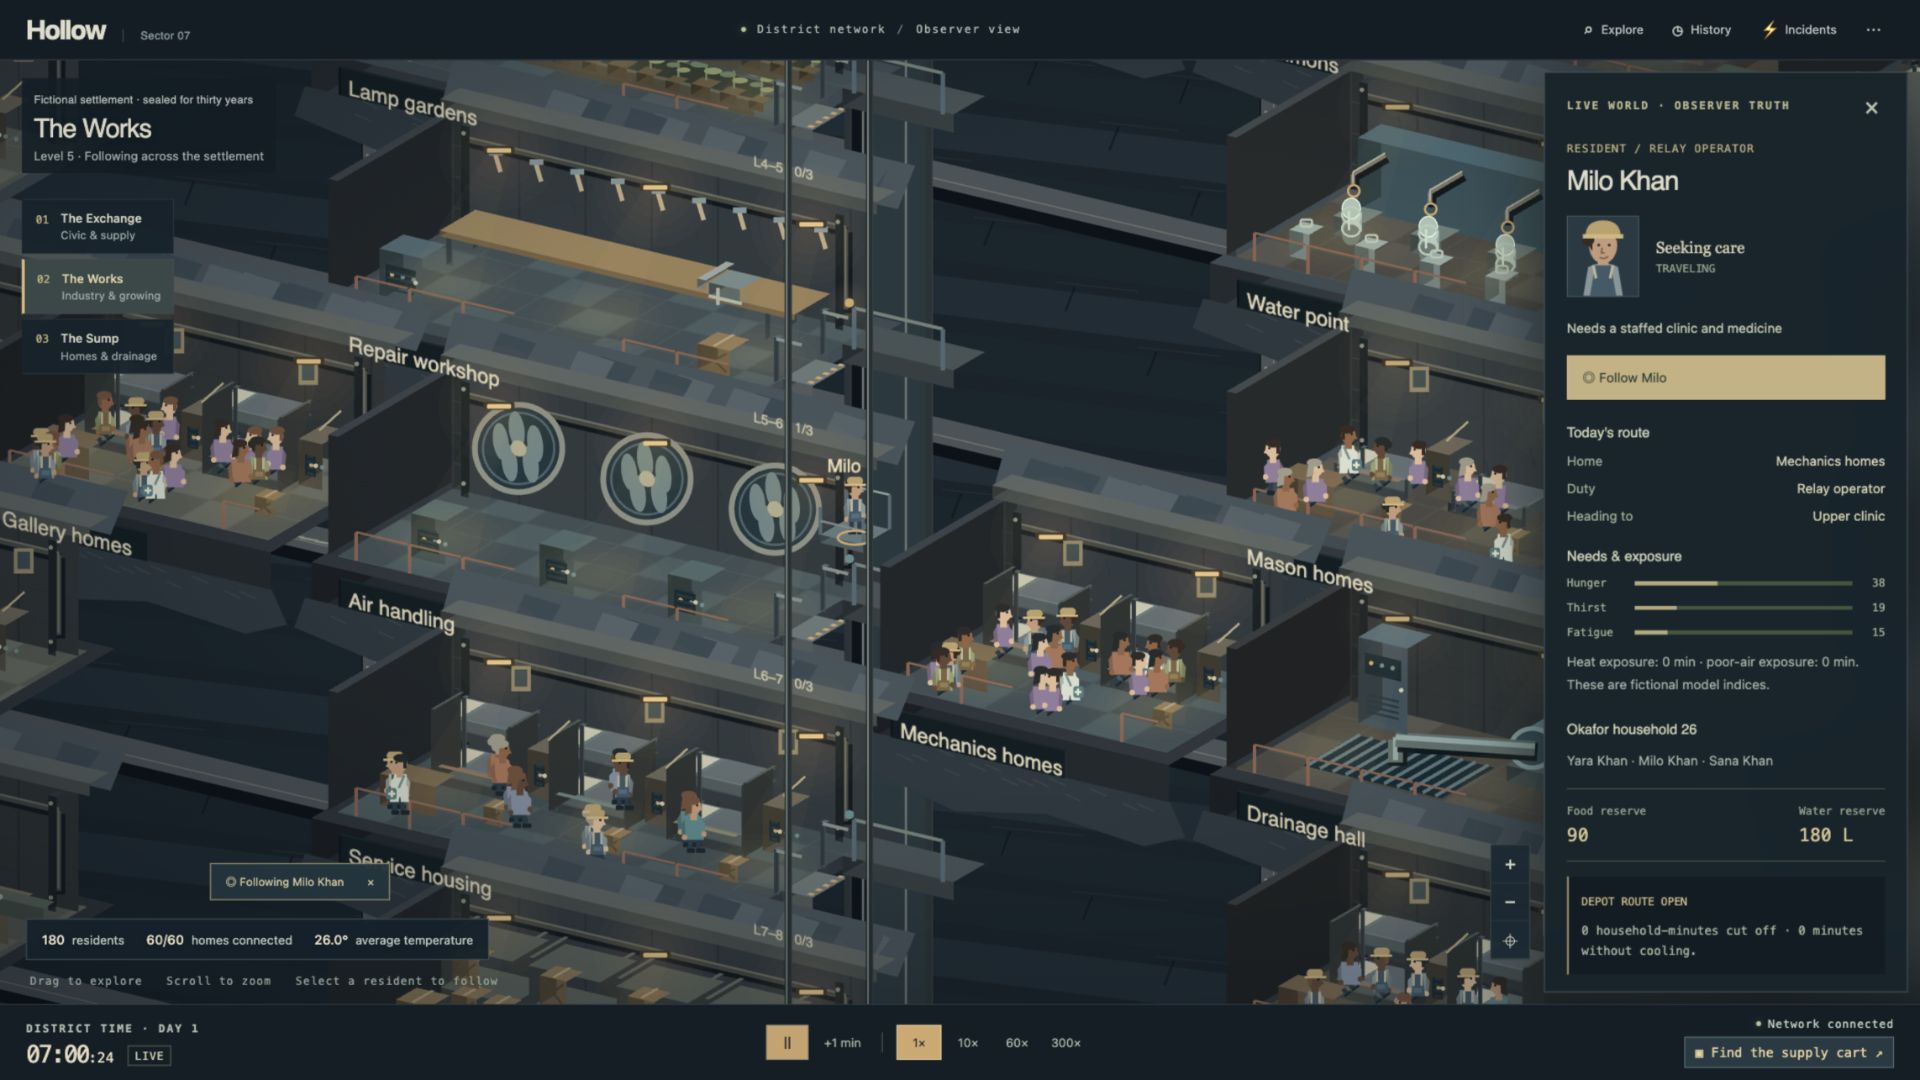 Hollow
Sector 07
District network / Observer view
Explore
History
Incidents
Fictional settlement · sealed for thirty years
The Works
Level 5 · Following across the settlement
01 The Exchange
Civic & supply
02 The Works
Industry & growing
03 The Sump
Homes & drainage
Lamp gardens
L4–5 0/3
Repair workshop
L5–6 1/3
Milo
Gallery homes
Air handling
L6–7 0/3
Mechanics homes
Service housing
L7–8 0/3
Water point
Mason homes
Drainage hall
LIVE WORLD · OBSERVER TRUTH
×
RESIDENT / RELAY OPERATOR
Milo Khan
Seeking care
TRAVELING
Needs a staffed clinic and medicine
◎ Follow Milo
Today's route
Home Mechanics homes
Duty Relay operator
Heading to Upper clinic
Needs & exposure
Hunger 38
Thirst 19
Fatigue 15
Heat exposure: 0 min · poor-air exposure: 0 min.
These are fictional model indices.
Okafor household 26
Yara Khan · Milo Khan · Sana Khan
Food reserve Water reserve
90 180 L
DEPOT ROUTE OPEN
0 household-minutes cut off · 0 minutes
without cooling.
+
−
◎ Following Milo Khan ×
180 residents 60/60 homes connected 26.0° average temperature
Drag to explore Scroll to zoom Select a resident to follow
DISTRICT TIME · DAY 1
07:00:24 LIVE
+1 min 1× 10× 60× 300×
Network connected
Find the supply cart ↗